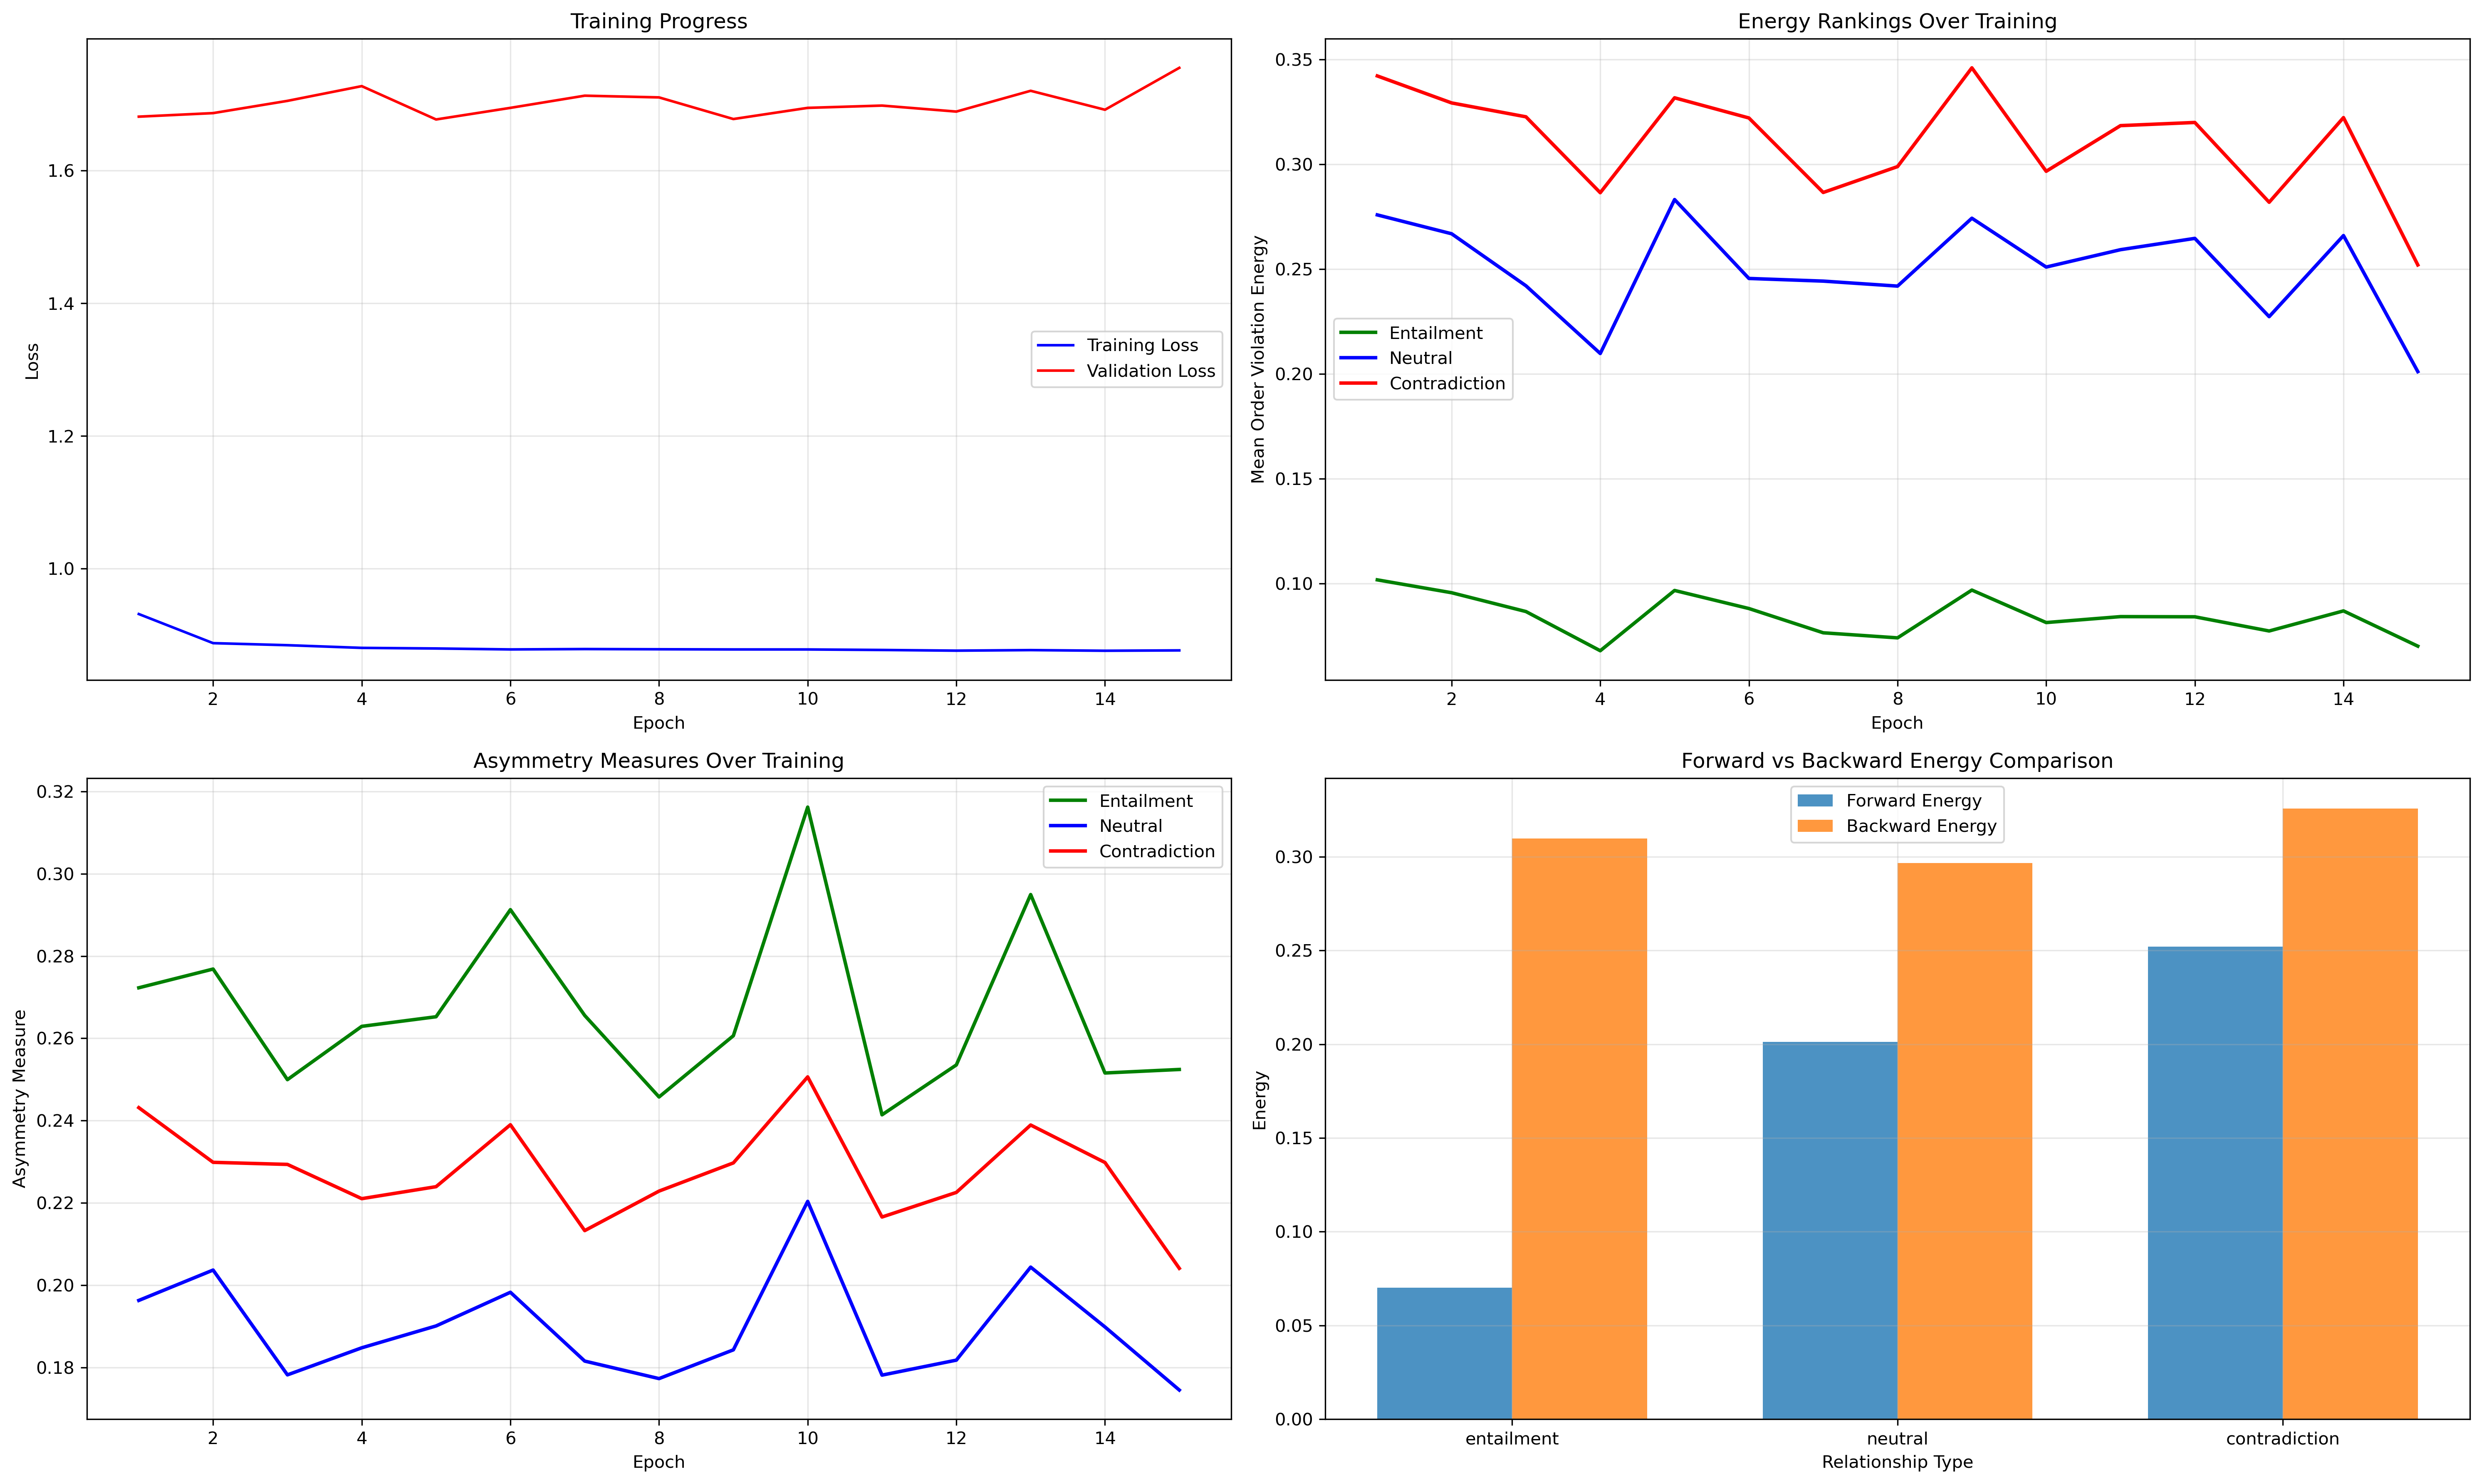 Training Progress
Loss
1.6
1.4
1.2
1.0
Training Loss
Validation Loss
2 4 6 8 10 12 14
Epoch
Energy Rankings Over Training
Mean Order Violation Energy
0.35
0.30
0.25
0.20
0.15
0.10
Entailment
Neutral
Contradiction
2 4 6 8 10 12 14
Epoch
Asymmetry Measures Over Training
Asymmetry Measure
0.32
0.30
0.28
0.26
0.24
0.22
0.20
0.18
Entailment
Neutral
Contradiction
2 4 6 8 10 12 14
Epoch
Forward vs Backward Energy Comparison
Energy
0.30
0.25
0.20
0.15
0.10
0.05
0.00
Forward Energy
Backward Energy
entailment neutral contradiction
Relationship Type